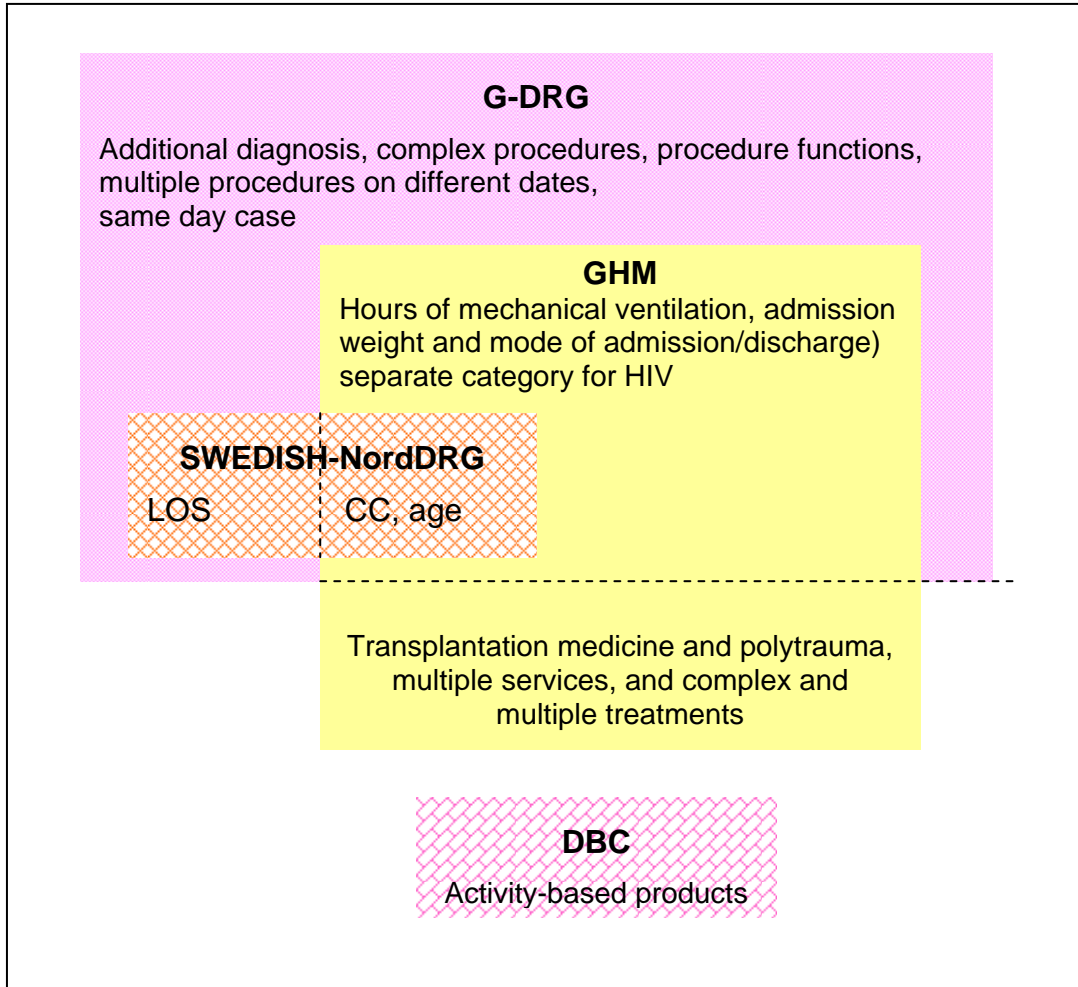 G-DRG
Additional diagnosis, complex procedures, procedure functions,
multiple procedures on different dates,
same day case
GHM
Hours of mechanical ventilation, admission
weight and mode of admission/discharge)
separate category for HIV
SWEDISH-NordDRG
LOS
CC, age
Transplantation medicine and polytrauma,
multiple services, and complex and
multiple treatments
DBC
Activity-based products